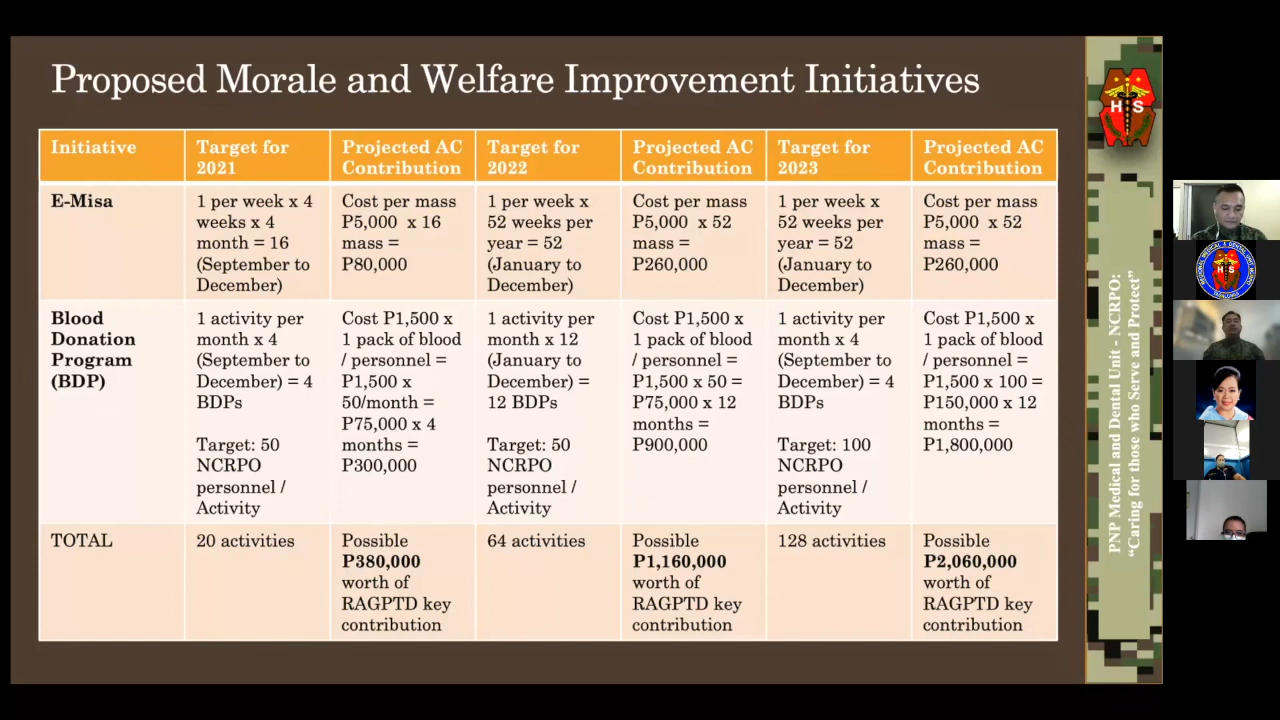 Proposed Morale and Welfare Improvement Initiatives
Initiative
Target for
2021
Projected AC
Contribution
Target for
2022
Projected AC
Contribution
Target for
2023
Projected AC
Contribution
E-Misa
1 per week x 4
weeks x 4
month = 16
(September to
December)
Cost per mass
P5,000 x 16
mass =
P80,000
1 per week x
52 weeks per
year = 52
(January to
December)
Cost per mass
P5,000 x 52
mass =
P260,000
1 per week x
52 weeks per
year = 52
(January to
December)
Cost per mass
P5,000 x 52
mass =
P260,000
Blood
Donation
Program
(BDP)
1 activity per
month x 4
(September to
December) = 4
BDPs
Target: 50
NCRPO
personnel /
Activity
Cost P1,500 x
1 pack of blood
/ personnel =
P1,500 x
50/month =
P75,000 x 4
months =
P300,000
1 activity per
month x 12
(January to
December) =
12 BDPs
Target: 50
NCRPO
personnel /
Activity
Cost P1,500 x
1 pack of blood
/ personnel =
P1,500 x 50 =
P75,000 x 12
months =
P900,000
1 activity per
month x 4
(September to
December) = 4
BDPs
Target: 100
NCRPO
personnel /
Activity
Cost P1,500 x
1 pack of blood
/ personnel =
P1,500 x 100 =
P150,000 x 12
months =
P1,800,000
TOTAL
20 activities
Possible
P380,000
worth of
RAGPTD key
contribution
64 activities
Possible
P1,160,000
worth of
RAGPTD key
contribution
128 activities
Possible
P2,060,000
worth of
RAGPTD key
contribution
H S
PNP Medical and Dental Unit - NCRPO:
“Caring for those who Serve and Protect”
REGIONAL MEDICAL & DENTAL UNIT NCRPO
HS